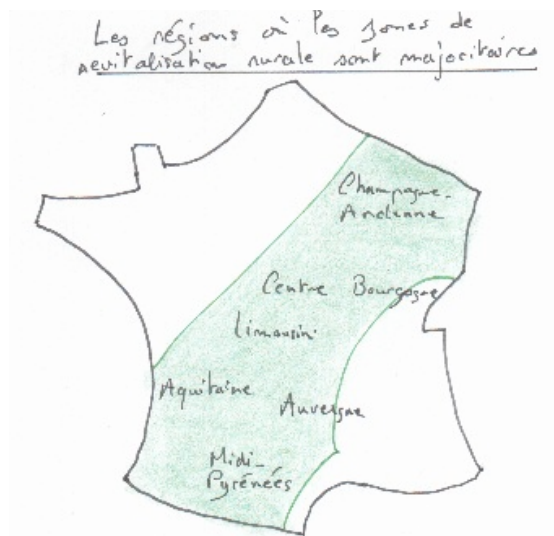 Les régions où les zones de
revitalisation rurale sont majoritaires
Champagne-
Ardenne
Centre Bourgogne
Limousin
Aquitaine
Auvergne
Midi-
Pyrénées